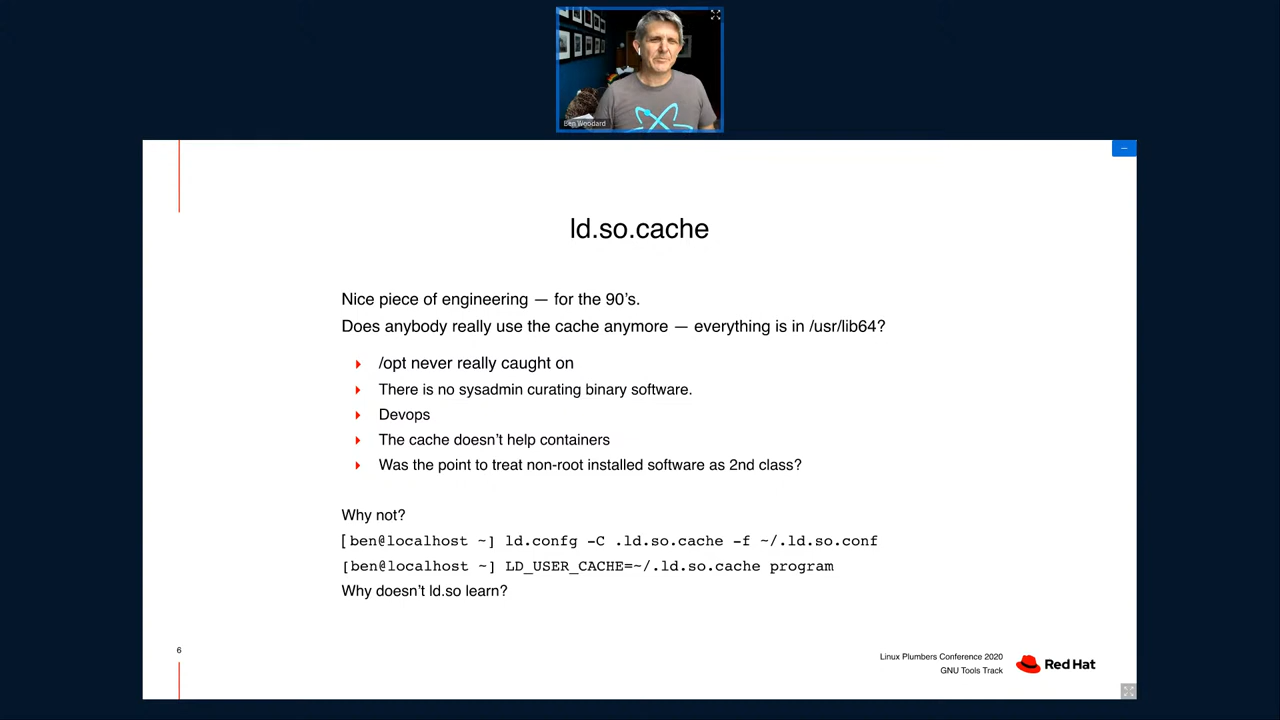 Ben Woodard
ld.so.cache
Nice piece of engineering — for the 90's.
Does anybody really use the cache anymore — everything is in /usr/lib64?
/opt never really caught on
There is no sysadmin curating binary software.
Devops
The cache doesn't help containers
Was the point to treat non-root installed software as 2nd class?
Why not?
[ben@localhost ~] ld.confg -C .ld.so.cache -f ~/.ld.so.conf
[ben@localhost ~] LD_USER_CACHE=~/.ld.so.cache program
Why doesn't ld.so learn?
6
Linux Plumbers Conference 2020
GNU Tools Track
Red Hat